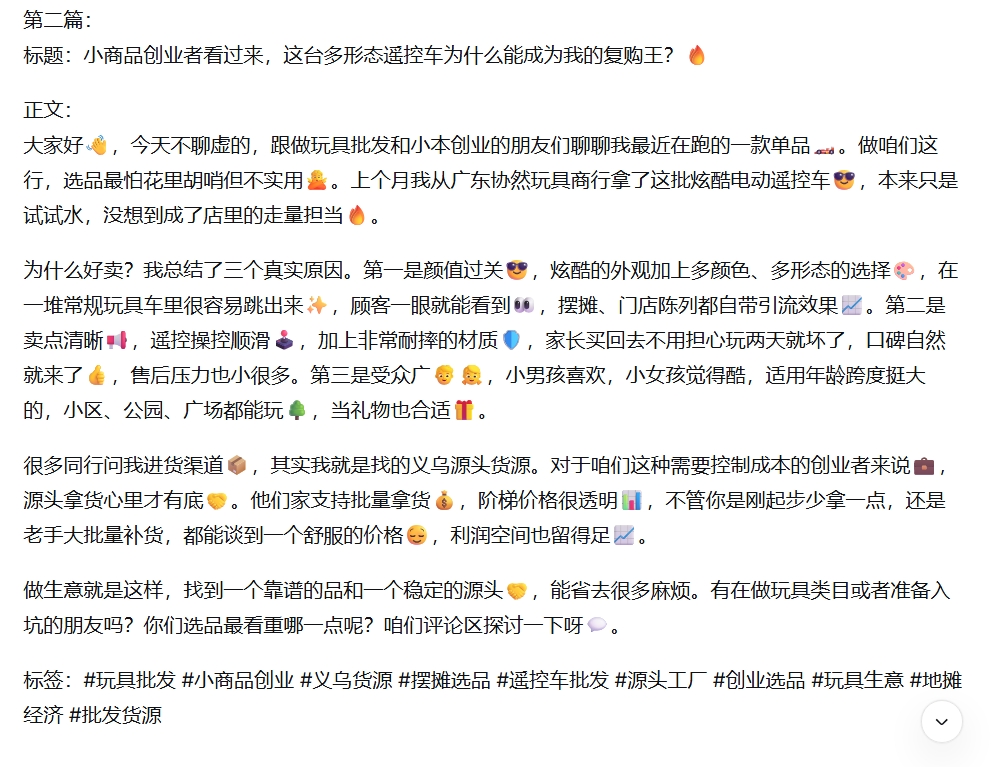 第二篇：
标题：小商品创业者看过来，这台多形态遥控车为什么能成为我的复购王？🔥
正文：
大家好👋，今天不聊虚的，跟做玩具批发和小本创业的朋友们聊聊我最近在跑的一款单品🏎️。做咱们这
行，选品最怕花里胡哨但不实用🤷。上个月我从广东协然玩具商行拿了这批炫酷电动遥控车😎，本来只是
试试水，没想到成了店里的走量担当🔥。
为什么好卖？我总结了三个真实原因。第一是颜值过关😎，炫酷的外观加上多颜色、多形态的选择🎨，在
一堆常规玩具车里很容易跳出来✨，顾客一眼就能看到👀，摆摊、门店陈列都自带引流效果📈。第二是
卖点清晰📢，遥控操控顺滑🕹️，加上非常耐摔的材质🛡️，家长买回去不用担心玩两天就坏了，口碑自然
就来了👍，售后压力也小很多。第三是受众广👦👧，小男孩喜欢，小女孩觉得酷，适用年龄跨度挺大
的，小区、公园、广场都能玩🌳，当礼物也合适🎁。
很多同行问我进货渠道📦，其实我就是找的义乌源头货源。对于咱们这种需要控制成本的创业者来说💼，
源头拿货心里才有底🤝。他们家支持批量拿货💰，阶梯价格很透明📊，不管你是刚起步少拿一点，还是
老手大批量补货，都能谈到一个舒服的价格😌，利润空间也留得足📈。
做生意就是这样，找到一个靠谱的品和一个稳定的源头🤝，能省去很多麻烦。有在做玩具类目或者准备入
坑的朋友吗？你们选品最看重哪一点呢？咱们评论区探讨一下呀💬。
标签：#玩具批发 #小商品创业 #义乌货源 #摆摊选品 #遥控车批发 #源头工厂 #创业选品 #玩具生意 #地摊
经济 #批发货源